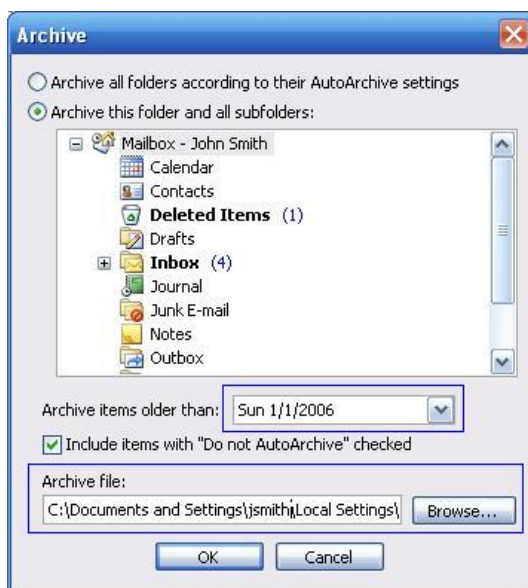 Archive
Archive all folders according to their AutoArchive settings
Archive this folder and all subfolders:
Mailbox - John Smith
Calendar
Contacts
Deleted Items (1)
Drafts
Inbox (4)
Journal
Junk E-mail
Notes
Outbox
Archive items older than: Sun 1/1/2006
Include items with "Do not AutoArchive" checked
Archive file:
C:\Documents and Settings\jsmith\Local Settings\ Browse...
OK Cancel